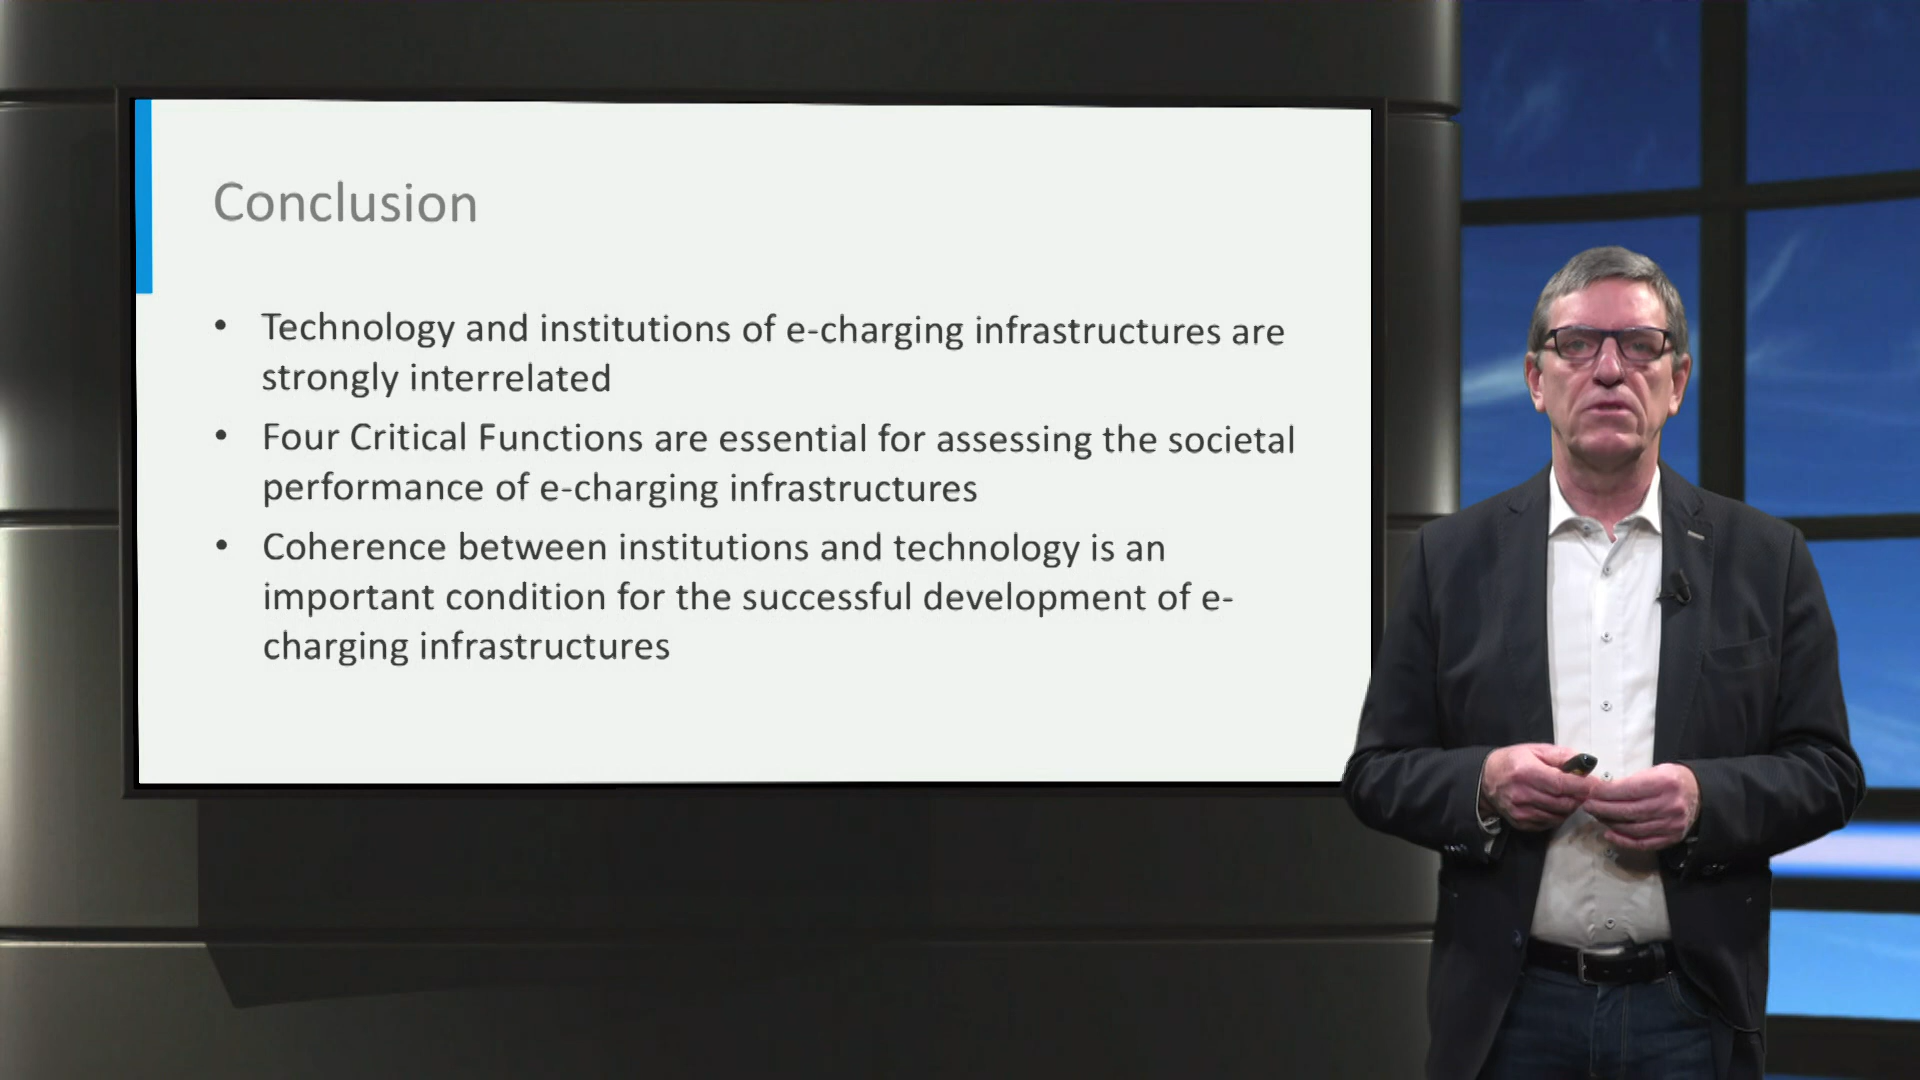 Conclusion
• Technology and institutions of e-charging infrastructures are
strongly interrelated
• Four Critical Functions are essential for assessing the societal
performance of e-charging infrastructures
• Coherence between institutions and technology is an
important condition for the successful development of e-
charging infrastructures